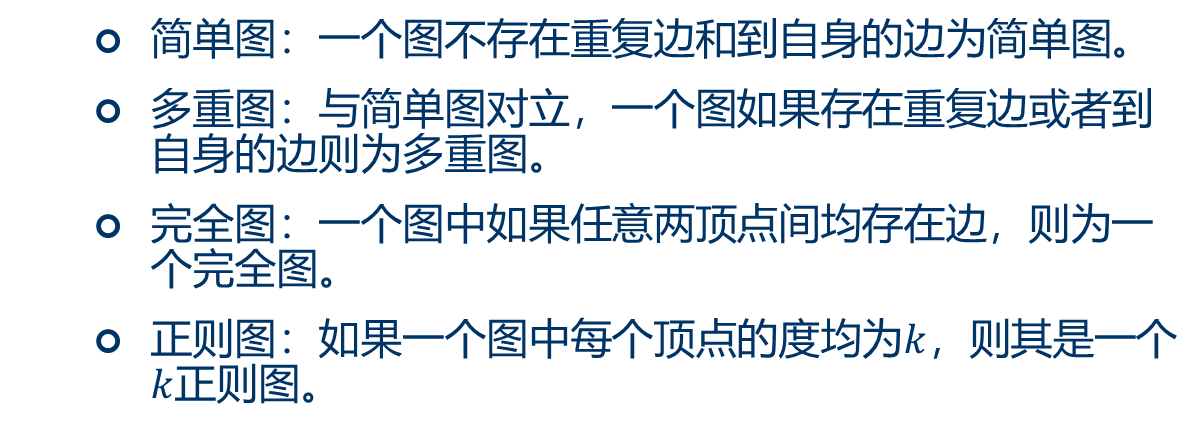 简单图：一个图不存在重复边和到自身的边为简单图。
多重图：与简单图对立，一个图如果存在重复边或者到
自身的边则为多重图。
完全图：一个图中如果任意两顶点间均存在边，则为一
个完全图。
正则图：如果一个图中每个顶点的度均为k，则其是一个
k正则图。